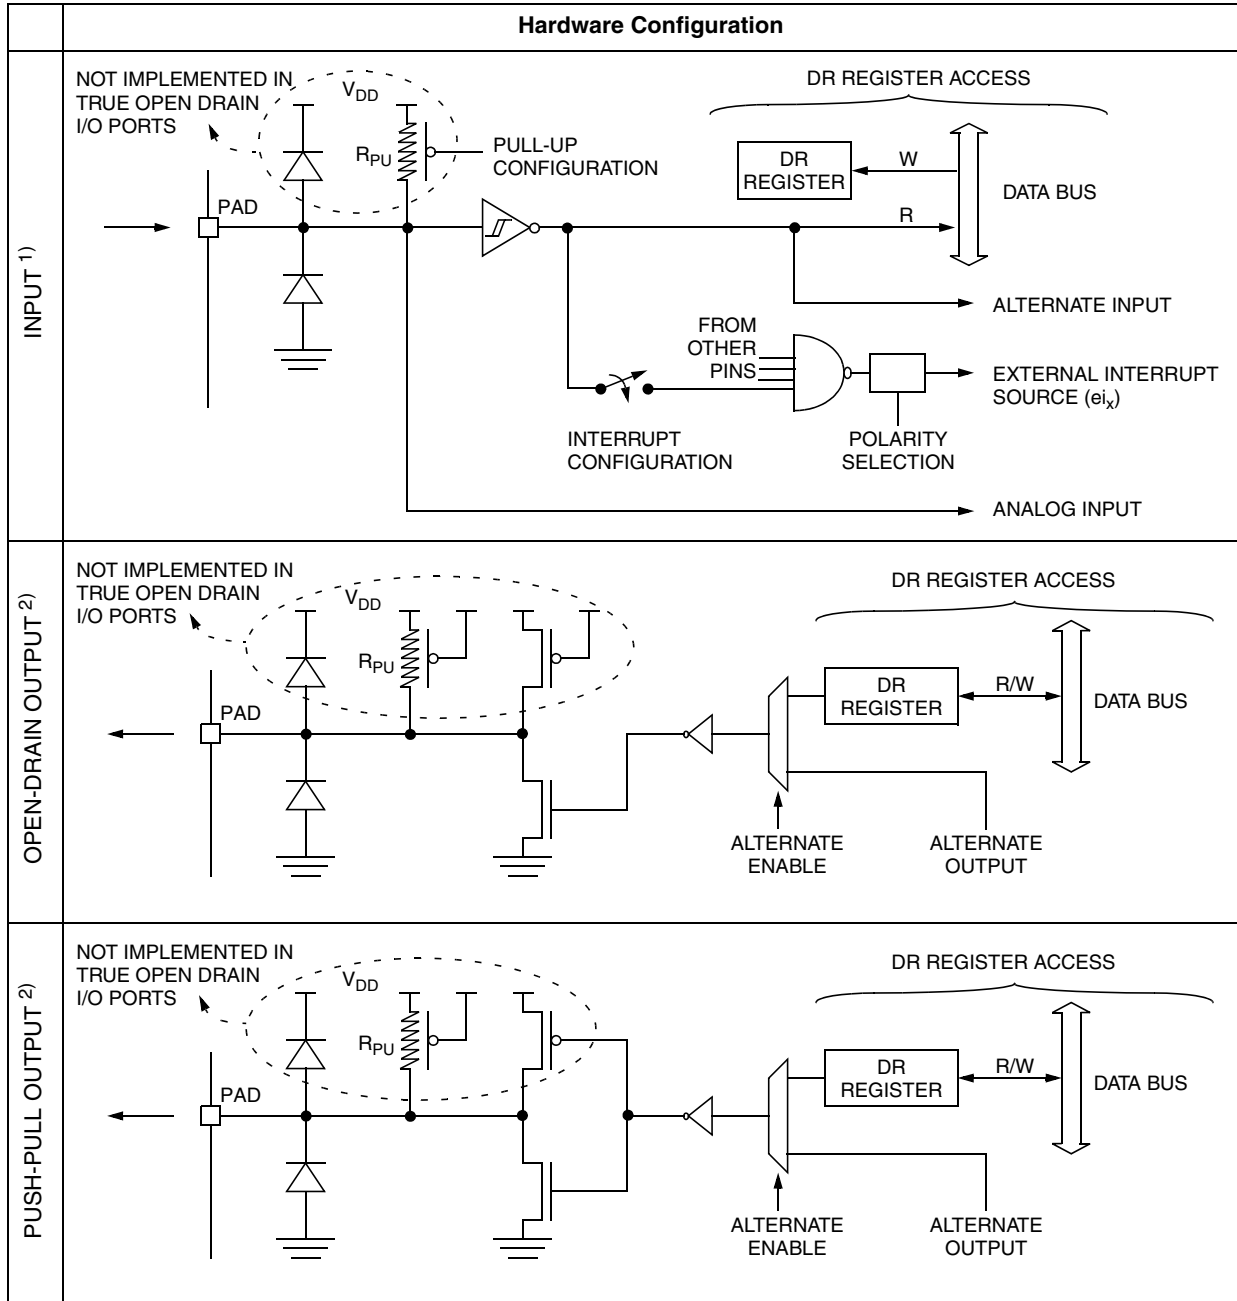 Hardware Configuration
INPUT 1)
NOT IMPLEMENTED IN
TRUE OPEN DRAIN
I/O PORTS
VDD
RPU
PULL-UP
CONFIGURATION
PAD
DR REGISTER ACCESS
DR
REGISTER
W
R
DATA BUS
ALTERNATE INPUT
FROM
OTHER
PINS
EXTERNAL INTERRUPT
SOURCE (eix)
INTERRUPT
CONFIGURATION
POLARITY
SELECTION
ANALOG INPUT
OPEN-DRAIN OUTPUT 2)
NOT IMPLEMENTED IN
TRUE OPEN DRAIN
I/O PORTS
VDD
RPU
PAD
DR REGISTER ACCESS
DR
REGISTER
R/W
DATA BUS
ALTERNATE
ENABLE
ALTERNATE
OUTPUT
PUSH-PULL OUTPUT 2)
NOT IMPLEMENTED IN
TRUE OPEN DRAIN
I/O PORTS
VDD
RPU
PAD
DR REGISTER ACCESS
DR
REGISTER
R/W
DATA BUS
ALTERNATE
ENABLE
ALTERNATE
OUTPUT